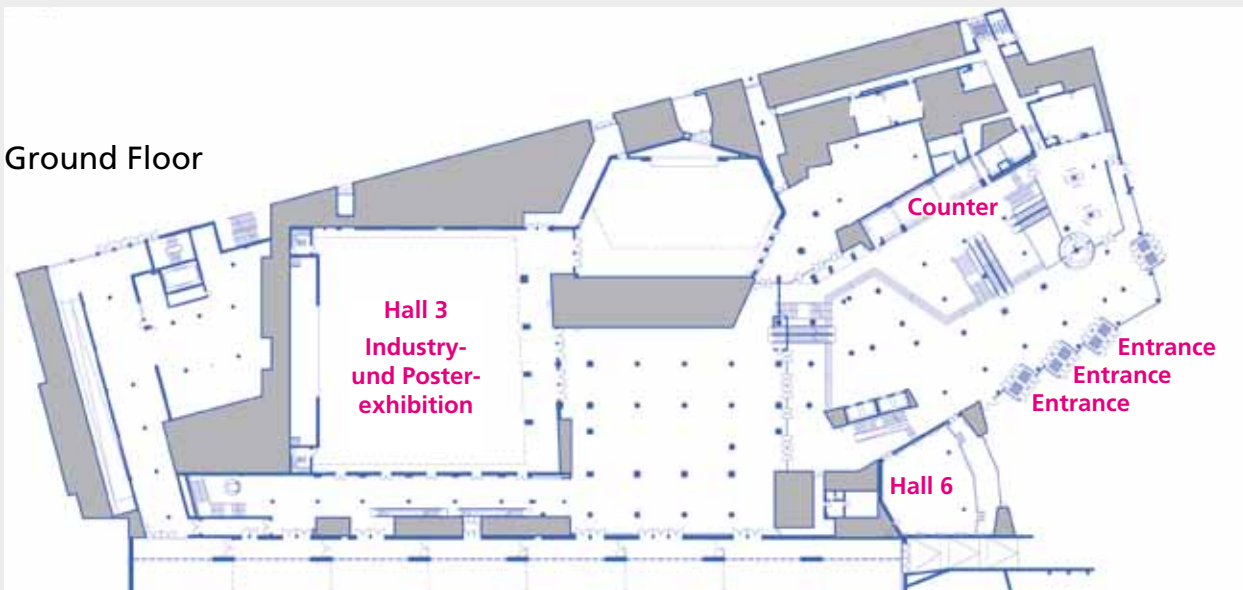 Ground Floor
Counter
Hall 3
Industry-
und Poster-
exhibition
Entrance
Entrance
Entrance
Hall 6